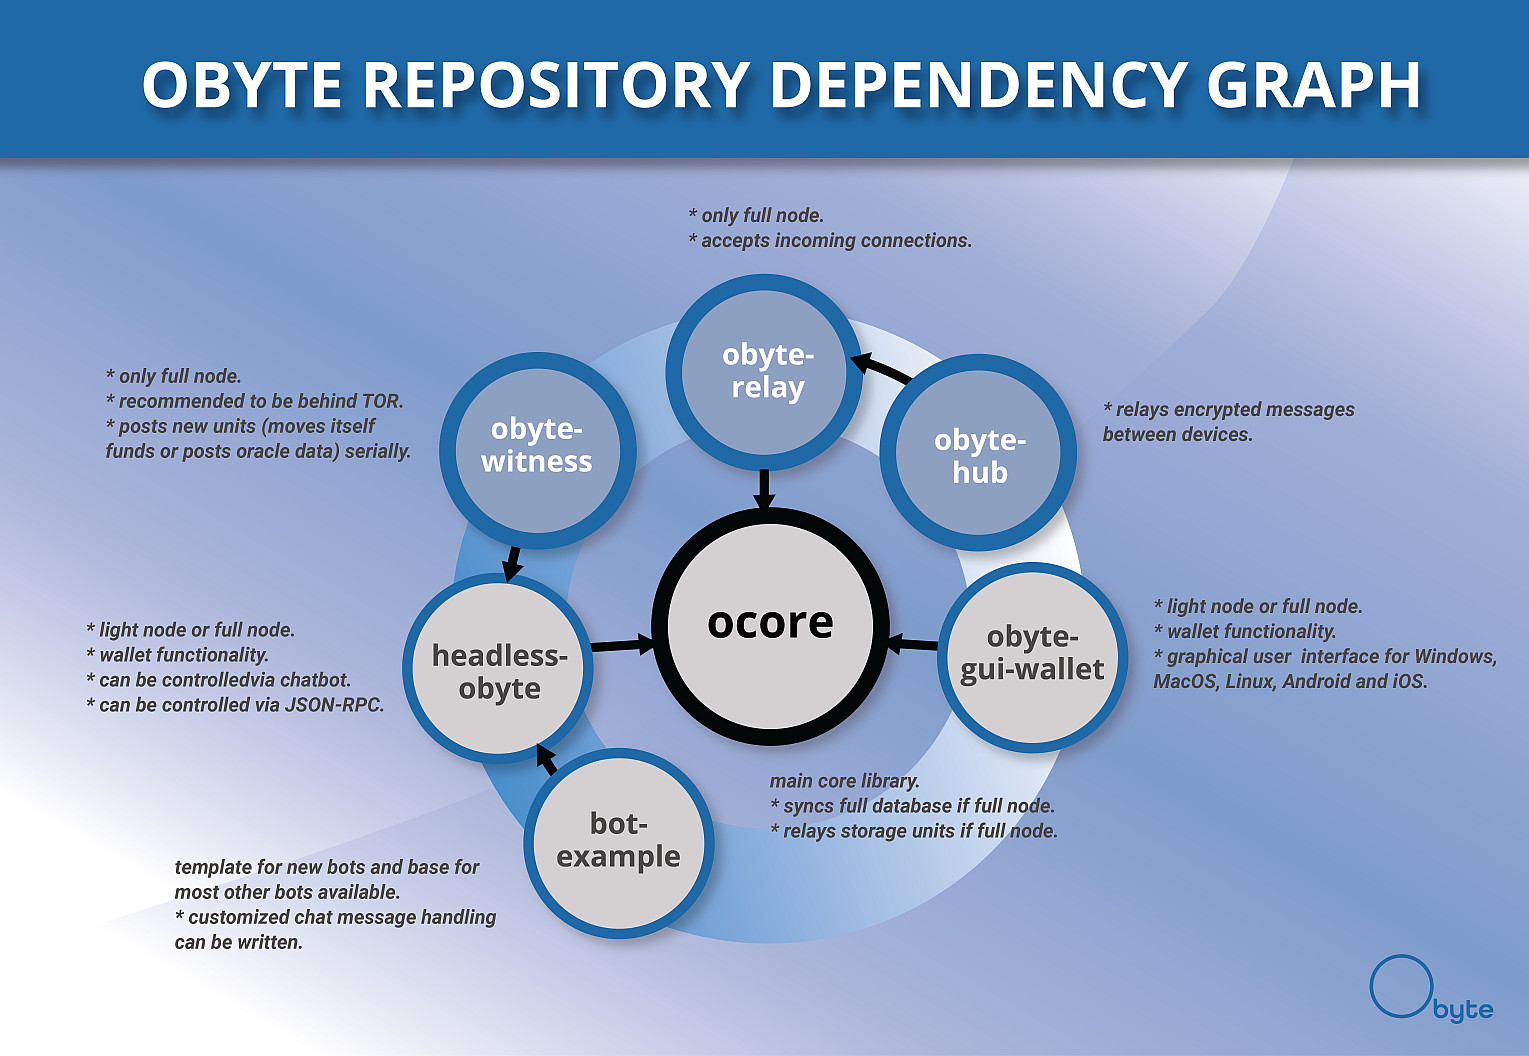 OBYTE REPOSITORY DEPENDENCY GRAPH
* only full node.
* accepts incoming connections.
obyte-
relay
* only full node.
* recommended to be behind TOR.
* posts new units (moves itself
funds or posts oracle data) serially.
obyte-
witness
obyte-
hub
* relays encrypted messages
between devices.
ocore
main core library.
* syncs full database if full node.
* relays storage units if full node.
* light node or full node.
* wallet functionality.
* can be controlledvia chatbot.
* can be controlled via JSON-RPC.
headless-
obyte
obyte-
gui-wallet
* light node or full node.
* wallet functionality.
* graphical user interface for Windows,
MacOS, Linux, Android and iOS.
bot-
example
template for new bots and base for
most other bots available.
* customized chat message handling
can be written.
Obyte